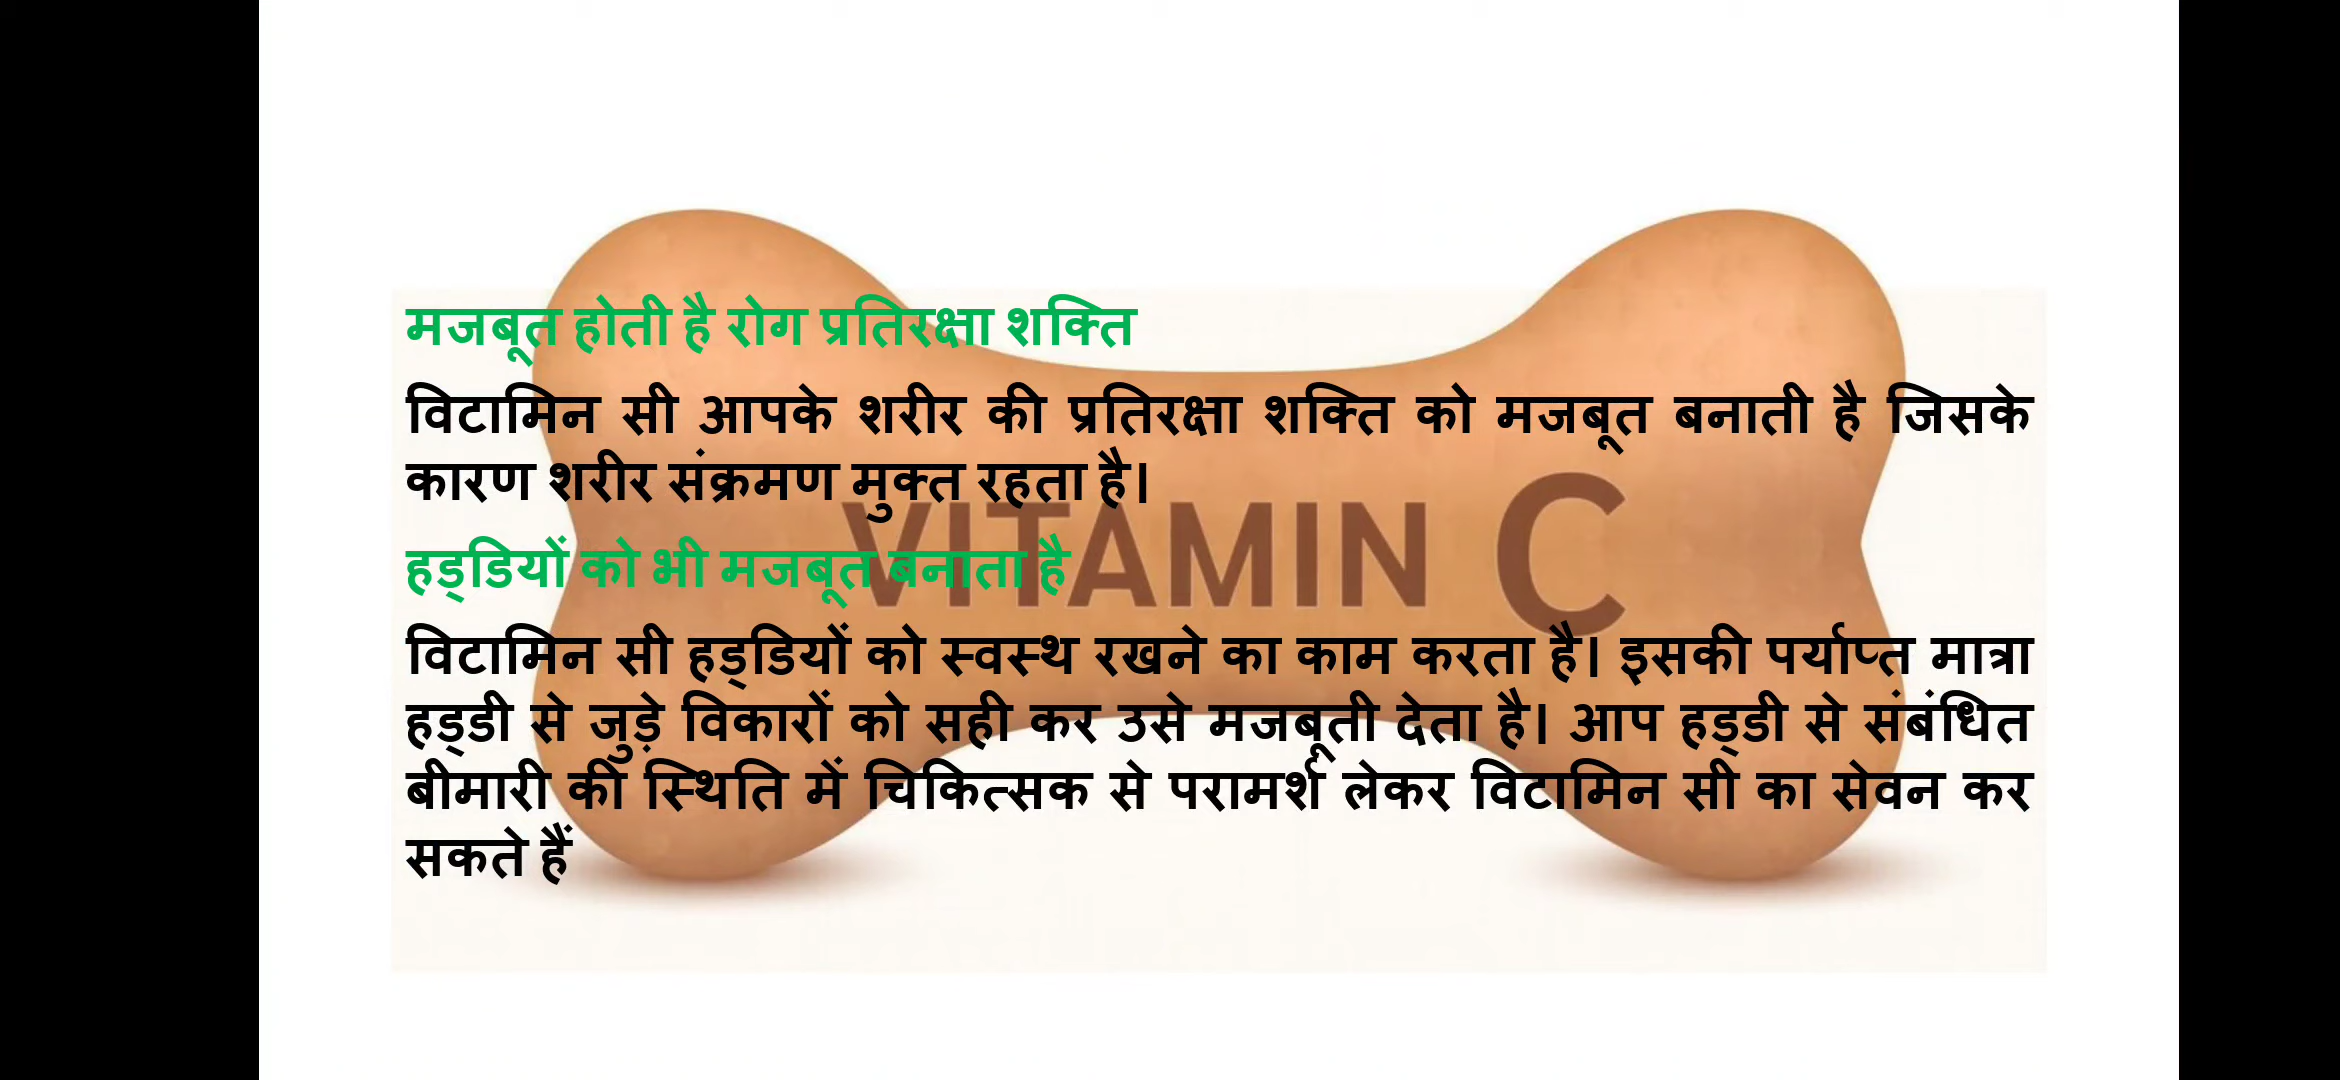 मजबूत होती है रोग प्रतिरक्षा शक्ति
विटामिन सी आपके शरीर की प्रतिरक्षा शक्ति को मजबूत बनाती है जिसके
कारण शरीर संक्रमण मुक्त रहता है।
VITAMIN C
हड्डियों को भी मजबूत बनाता है
विटामिन सी हड्डियों को स्वस्थ रखने का काम करता है। इसकी पर्याप्त मात्रा
हड्डी से जुड़े विकारों को सही कर उसे मजबूती देता है। आप हड्डी से संबंधित
बीमारी की स्थिति में चिकित्सक से परामर्श लेकर विटामिन सी का सेवन कर
सकते हैं